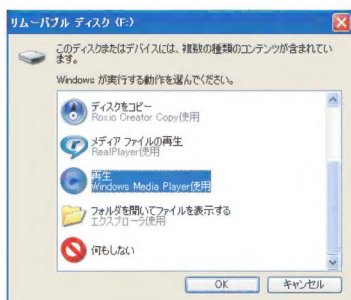 リムーバブル ディスク (F:)
このディスクまたはデバイスには、複数の種類のコンテンツが含まれてい
ます。
Windows が実行する動作を選んでください。
ディスクをコピー
Roxio Creator Copy使用
メディア ファイルの再生
RealPlayer使用
再生
Windows Media Player使用
フォルダを開いてファイルを表示する
エクスプローラ使用
何もしない
OK
キャンセル